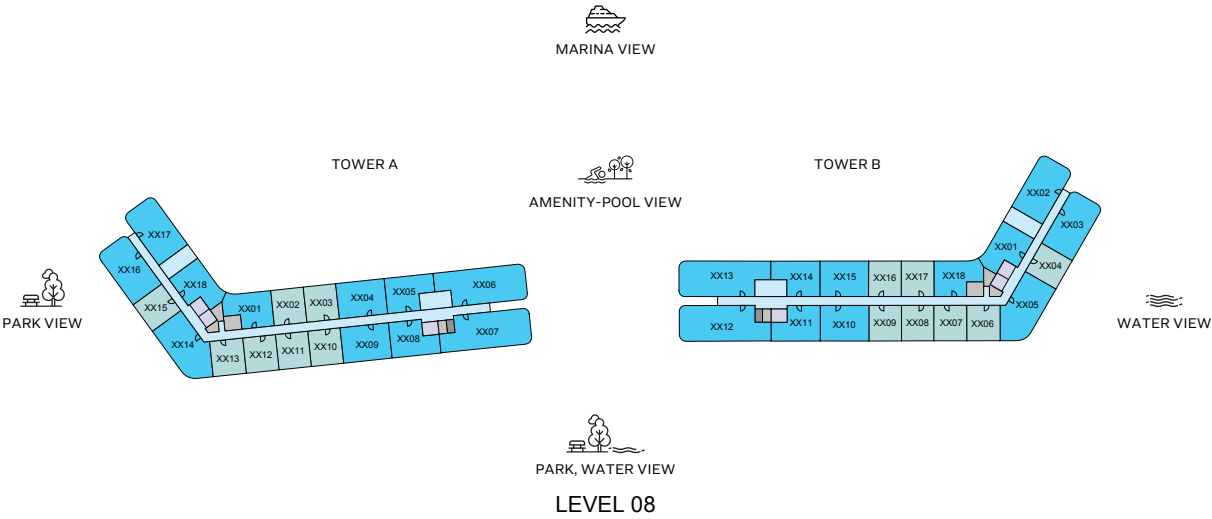 MARINA VIEW
TOWER A
TOWER B
AMENITY-POOL VIEW
PARK VIEW
WATER VIEW
XX17
XX16
XX18
XX15
XX14
XX01
XX02
XX03
XX04
XX05
XX06
XX13
XX12
XX11
XX10
XX09
XX08
XX07
XX02
XX03
XX01
XX04
XX13
XX14
XX15
XX16
XX17
XX18
XX05
XX12
XX11
XX10
XX09
XX08
XX07
XX06
PARK, WATER VIEW
LEVEL 08